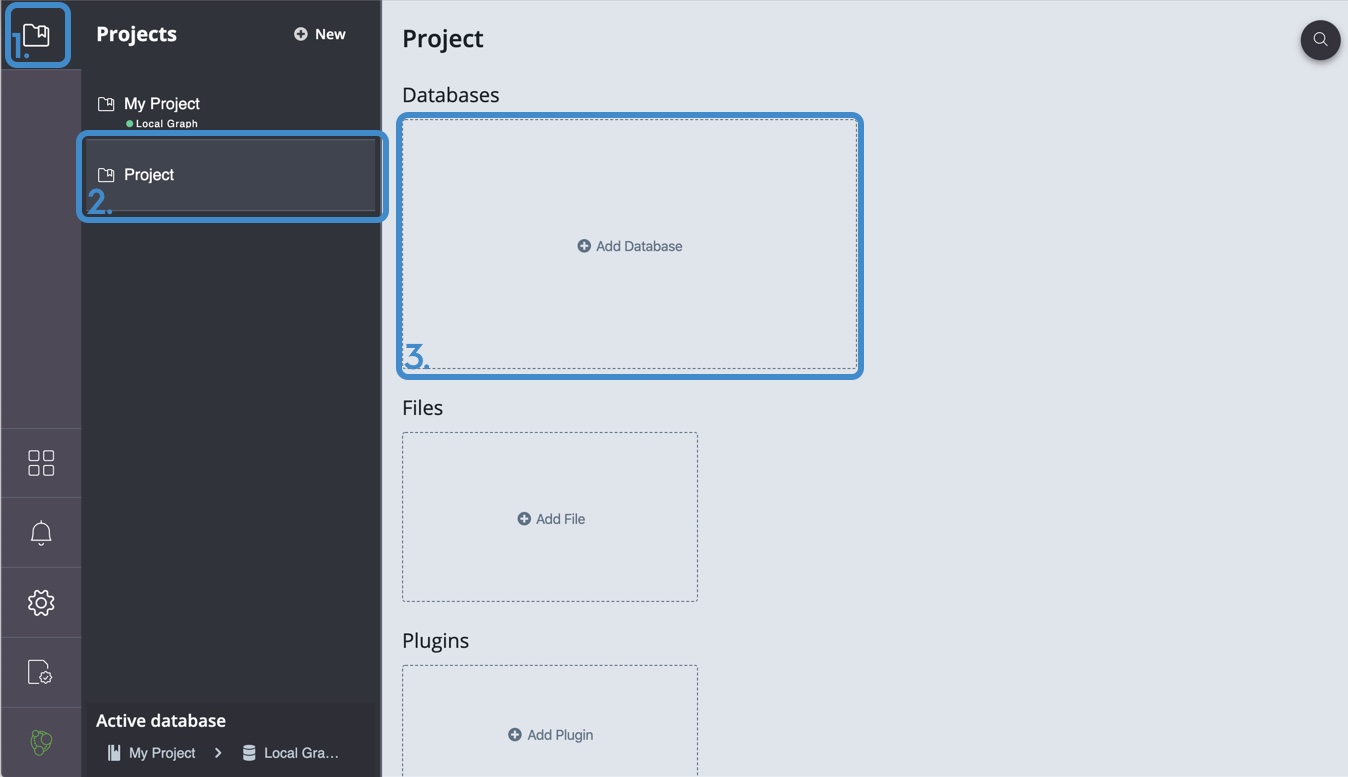 1.
Projects
New
My Project
Local Graph
Project
2.
Active database
My Project
Local Gra...
Project
Databases
Add Database
3.
Files
Add File
Plugins
Add Plugin